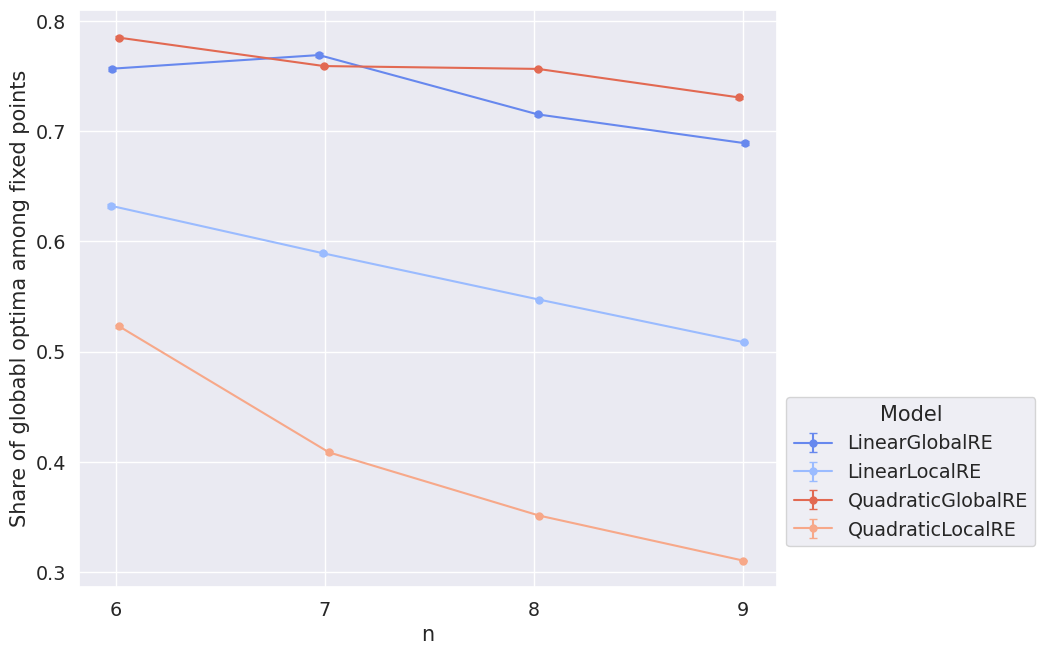 Share of globabl optima among fixed points
0.8
0.7
0.6
0.5
0.4
0.3
6
7
8
9
n
Model
LinearGlobalRE
LinearLocalRE
QuadraticGlobalRE
QuadraticLocalRE